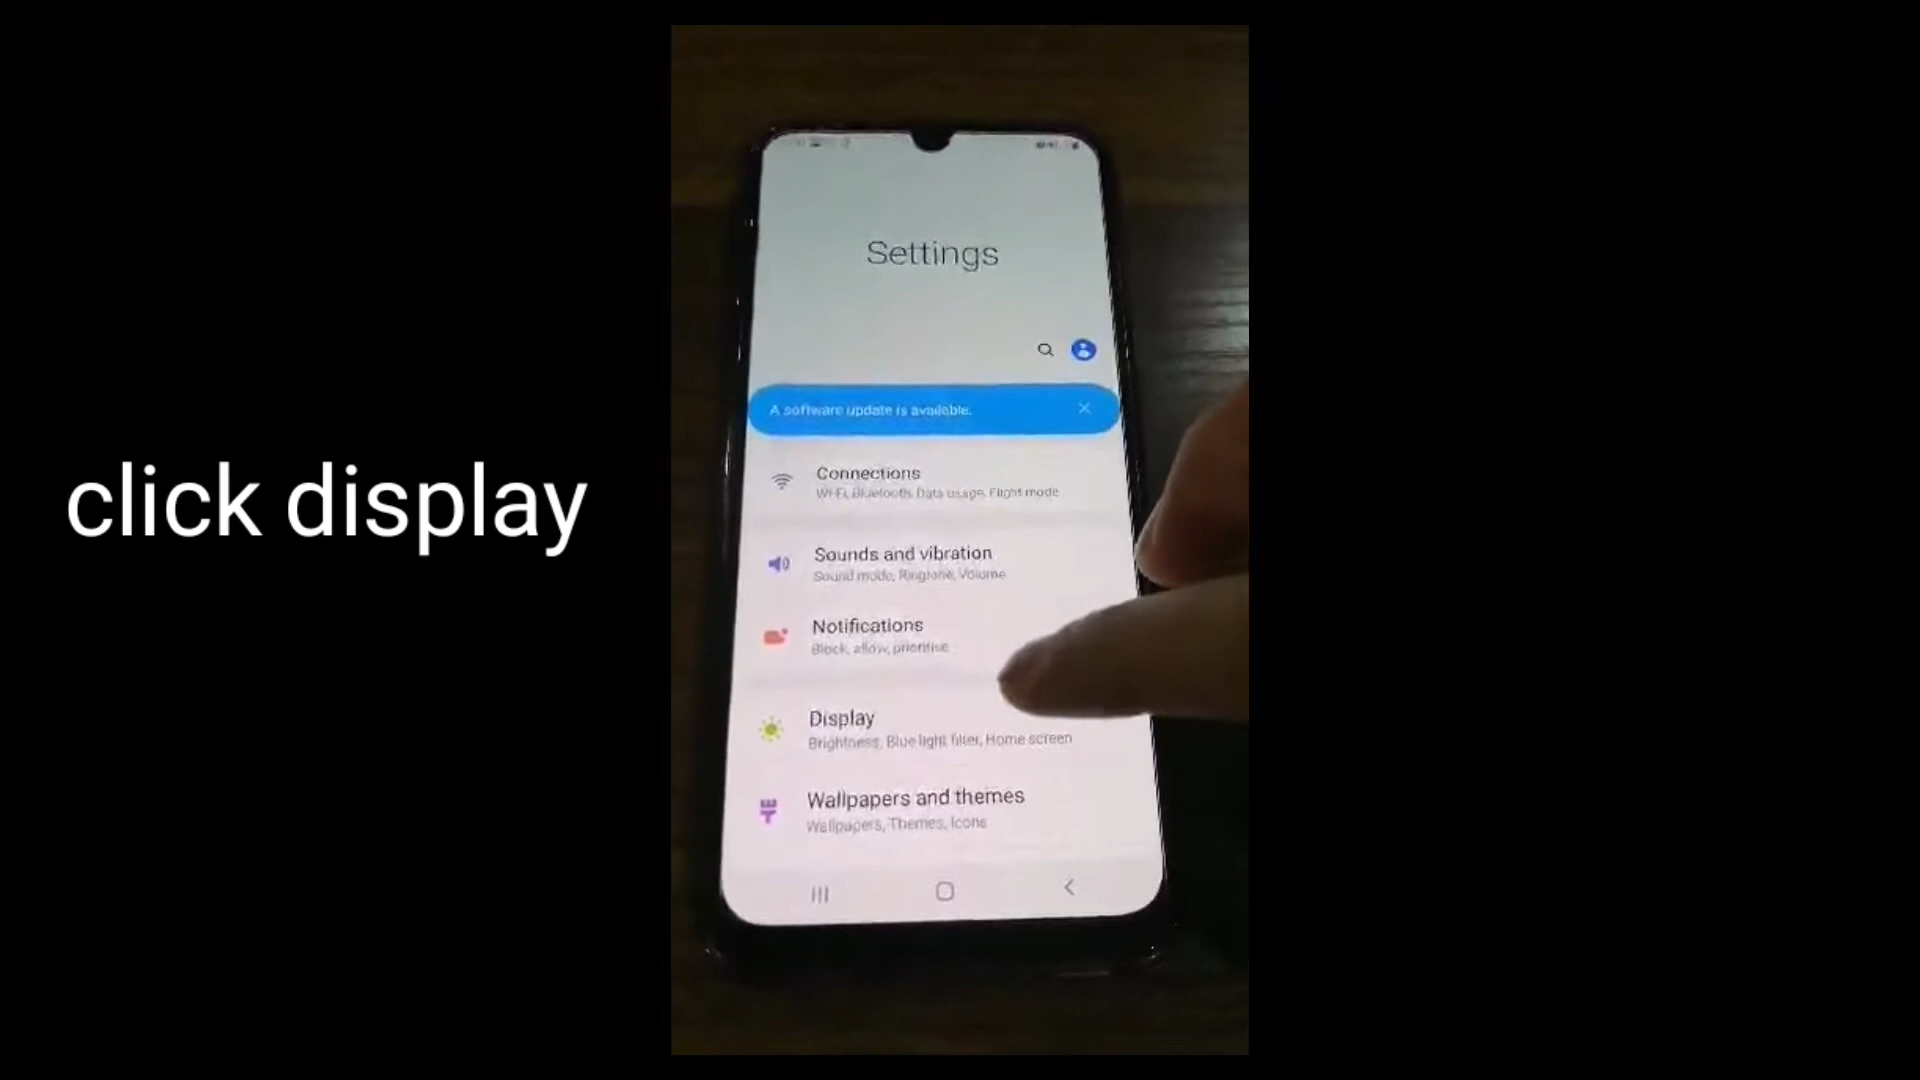 click display
Settings
A software update is available.
Connections
Wi-Fi, Bluetooth, Data usage, Flight mode
Sounds and vibration
Sound mode, Ringtone, Volume
Notifications
Block, allow, prioritise
Display
Brightness, Blue light filter, Home screen
Wallpapers and themes
Wallpapers, Themes, Icons